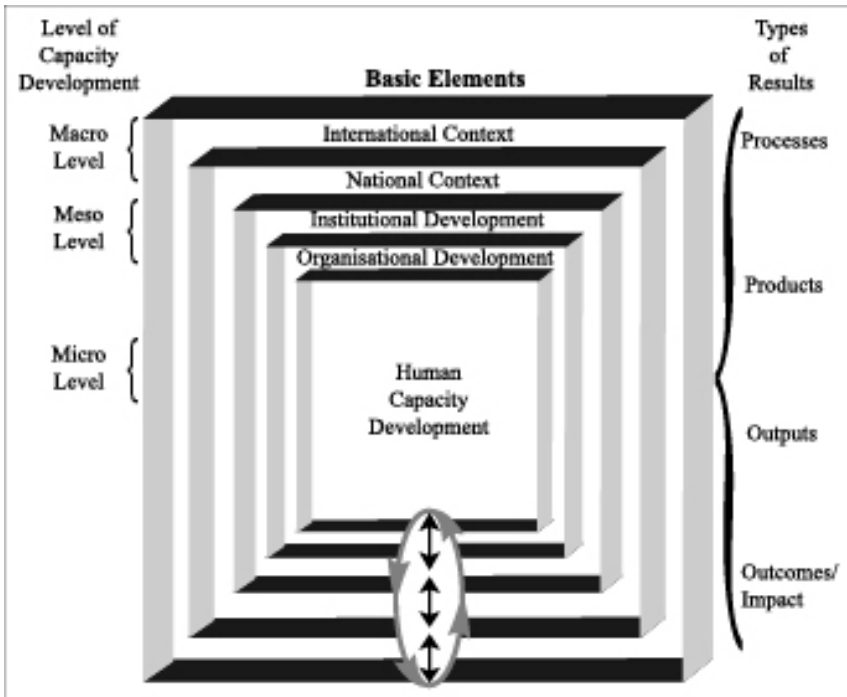 Level of
Capacity
Development
Basic Elements
Types
of
Results
Macro
Level
International Context
National Context
Processes
Meso
Level
Institutional Development
Organisational Development
Products
Micro
Level
Human
Capacity
Development
Outputs
Outcomes/
Impact